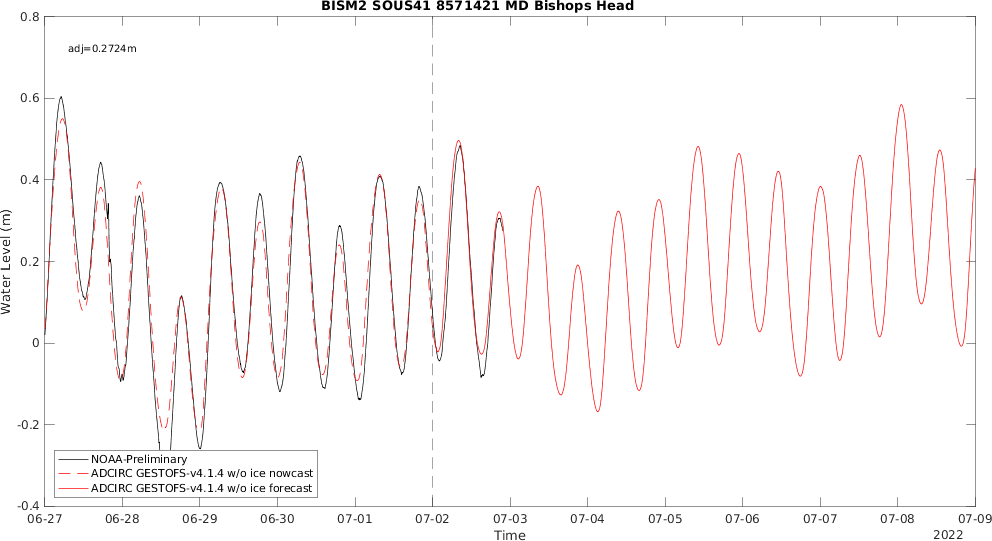 BISM2 SOUS41 8571421 MD Bishops Head
adj=0.2724m
0.8
0.6
0.4
0.2
0
-0.2
-0.4
Water Level (m)
NOAA-Preliminary
ADCIRC GESTOFS-v4.1.4 w/o ice nowcast
ADCIRC GESTOFS-v4.1.4 w/o ice forecast
06-27 06-28 06-29 06-30 07-01 07-02 07-03 07-04 07-05 07-06 07-07 07-08 07-09
Time
2022